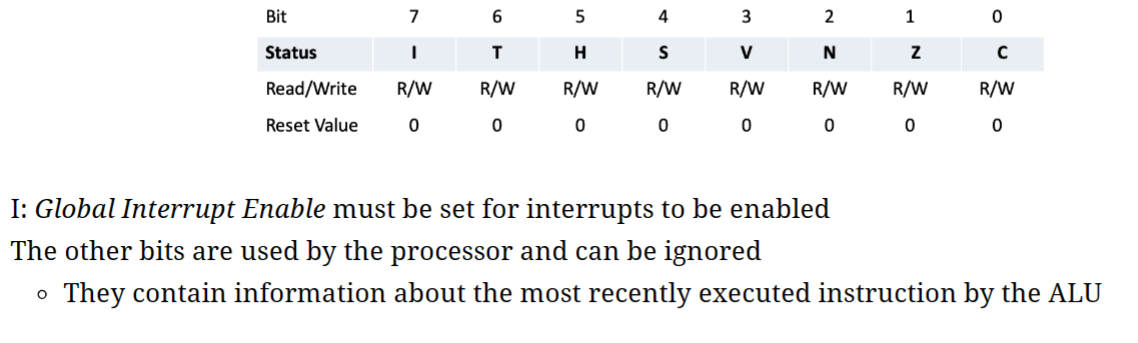 Bit 7 6 5 4 3 2 1 0
Status I T H S V N Z C
Read/Write R/W R/W R/W R/W R/W R/W R/W R/W
Reset Value 0 0 0 0 0 0 0 0
I: Global Interrupt Enable must be set for interrupts to be enabled
The other bits are used by the processor and can be ignored
○ They contain information about the most recently executed instruction by the ALU